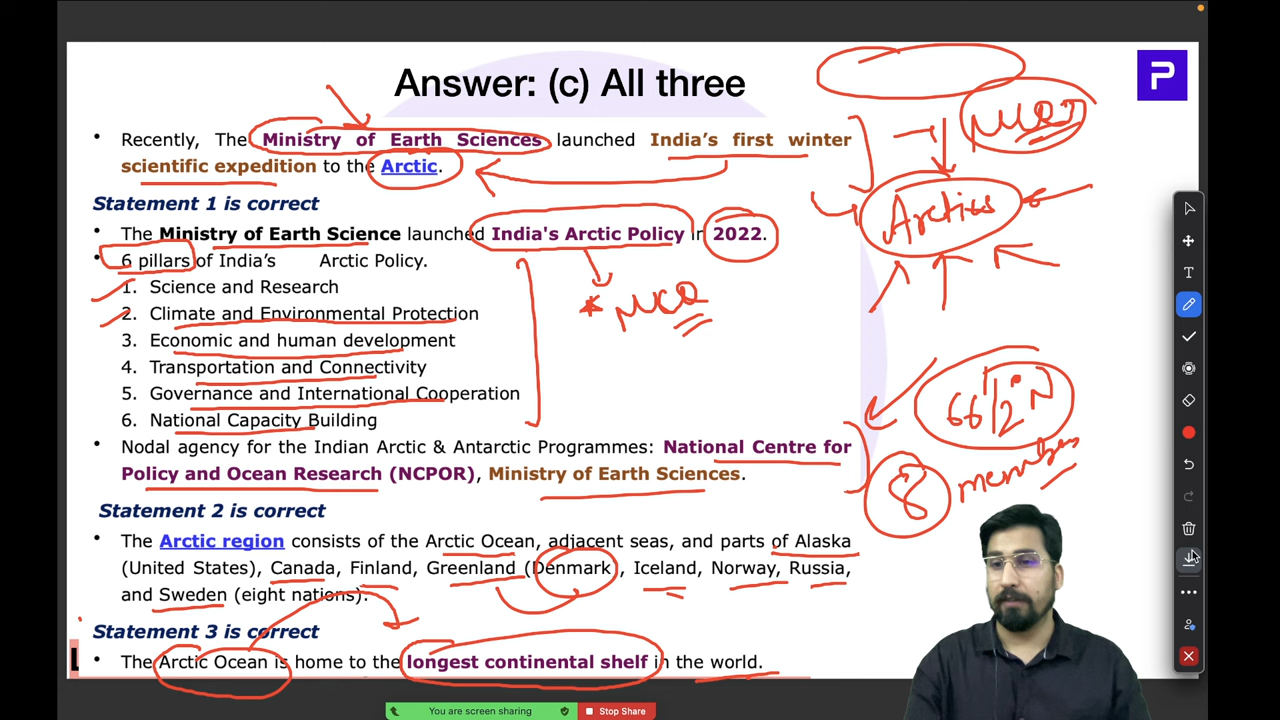 Answer: (c) All three
P
• Recently, The Ministry of Earth Sciences launched India's first winter
scientific expedition to the Arctic.
MCQ
Arctics
Statement 1 is correct
• The Ministry of Earth Science launched India's Arctic Policy in 2022.
• 6 pillars of India's Arctic Policy.
1. Science and Research
2. Climate and Environmental Protection
3. Economic and human development
4. Transportation and Connectivity
5. Governance and International Cooperation
6. National Capacity Building
* MCQ
66 1/2° N
8 members
• Nodal agency for the Indian Arctic & Antarctic Programmes: National Centre for
Policy and Ocean Research (NCPOR), Ministry of Earth Sciences.
Statement 2 is correct
• The Arctic region consists of the Arctic Ocean, adjacent seas, and parts of Alaska
(United States), Canada, Finland, Greenland (Denmark), Iceland, Norway, Russia,
and Sweden (eight nations).
Statement 3 is correct
• The Arctic Ocean is home to the longest continental shelf in the world.
L
T
You are screen sharing
Stop Share